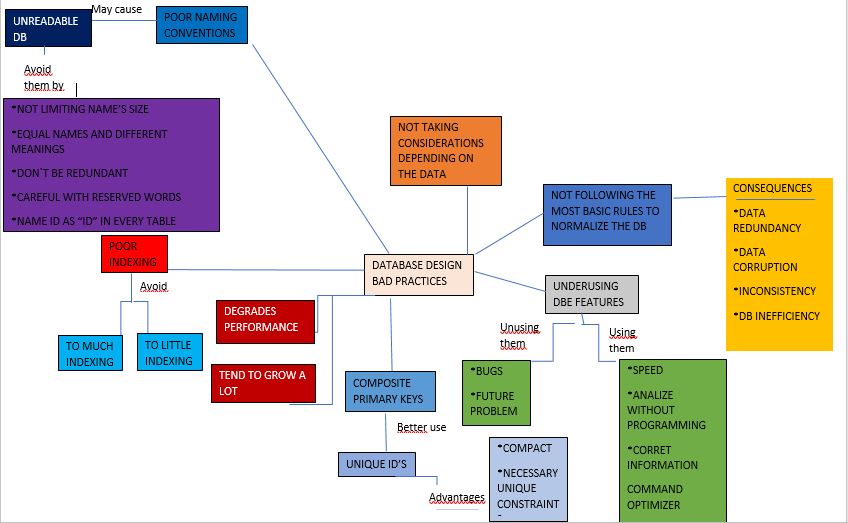 UNREADABLE
DB
May cause
POOR NAMING
CONVENTIONS
Avoid
them by
*NOT LIMITING NAME'S SIZE
*EQUAL NAMES AND DIFFERENT
MEANINGS
*DON`T BE REDUNDANT
*CAREFUL WITH RESERVED WORDS
*NAME ID AS “ID” IN EVERY TABLE
NOT TAKING
CONSIDERATIONS
DEPENDING ON
THE DATA
NOT FOLLOWING THE
MOST BASIC RULES TO
NORMALIZE THE DB
CONSEQUENCES
*DATA
REDUNDANCY
*DATA
CORRUPTION
*INCONSISTENCY
*DB INEFFICIENCY
POOR
INDEXING
Avoid
TO MUCH
INDEXING
TO LITTLE
INDEXING
DATABASE DESIGN
BAD PRACTICES
DEGRADES
PERFORMANCE
TEND TO GROW A
LOT
COMPOSITE
PRIMARY KEYS
Better use
UNIQUE ID'S
Advantages
*COMPACT
*NECESSARY
UNIQUE
CONSTRAINT
UNDERUSING
DBE FEATURES
Unusing
them
Using
them
*BUGS
*FUTURE
PROBLEM
*SPEED
*ANALIZE
WITHOUT
PROGRAMMING
*CORRET
INFORMATION
COMMAND
OPTIMIZER